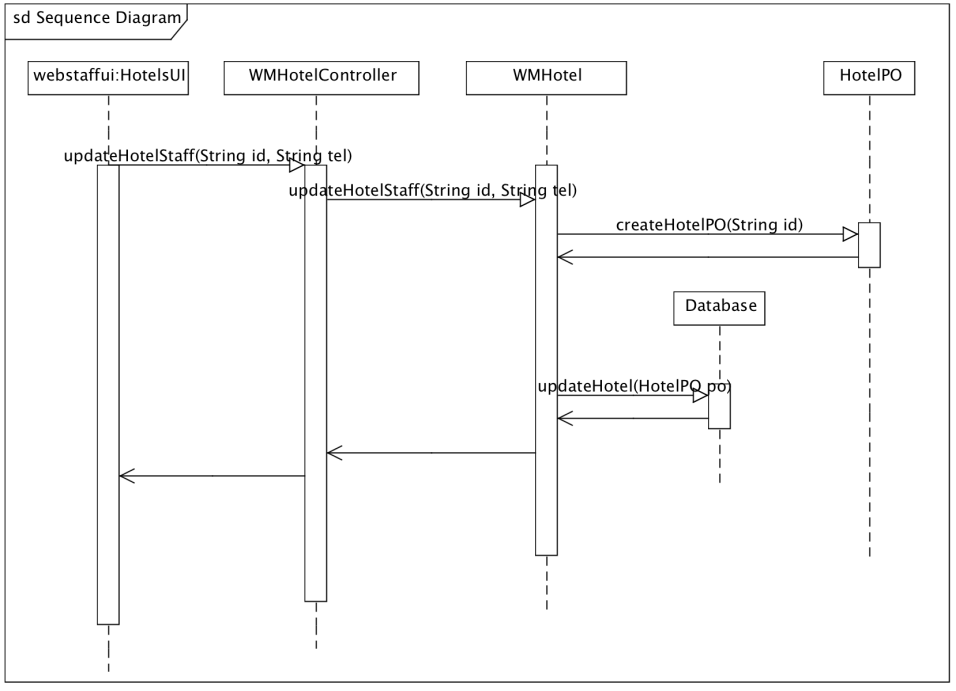 sd Sequence Diagram
webstaffui:HotelsUI
WMHotelController
WMHotel
HotelPO
updateHotelStaff(String id, String tel)
updateHotelStaff(String id, String tel)
createHotelPO(String id)
Database
updateHotel(HotelPO po)